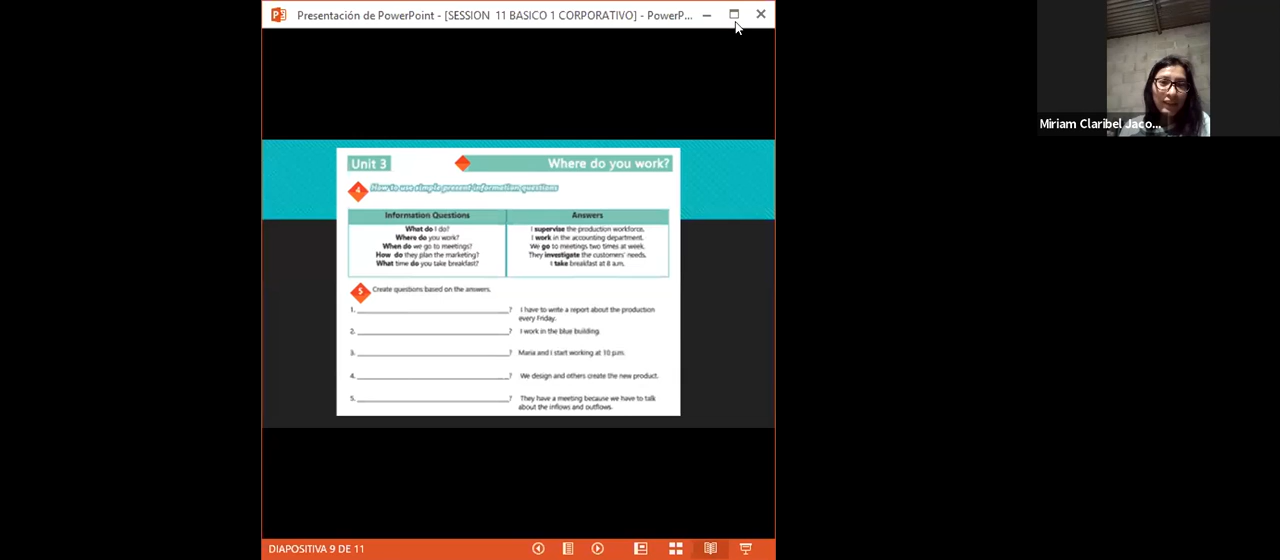 Presentación de PowerPoint - [SESSION 11 BASICO 1 CORPORATIVO] - PowerP...
Miriam Claribel Jaco...
Unit 3
Where do you work?
4 How to use simple present information questions
Information Questions
What do I do?
Where do you work?
When do we go to meetings?
How do they plan the marketing?
What time do you take breakfast?
Answers
I supervise the production workforce.
I work in the accounting department.
We go to meetings two times at week.
They investigate the customers' needs.
I take breakfast at 8 a.m.
5 Create questions based on the answers.
1. ? I have to write a report about the production
every Friday.
2. ? I work in the blue building.
3. ? Maria and I start working at 10 p.m.
4. ? We design and others create the new product.
5. ? They have a meeting because we have to talk
about the inflows and outflows.
DIAPOSITIVA 9 DE 11